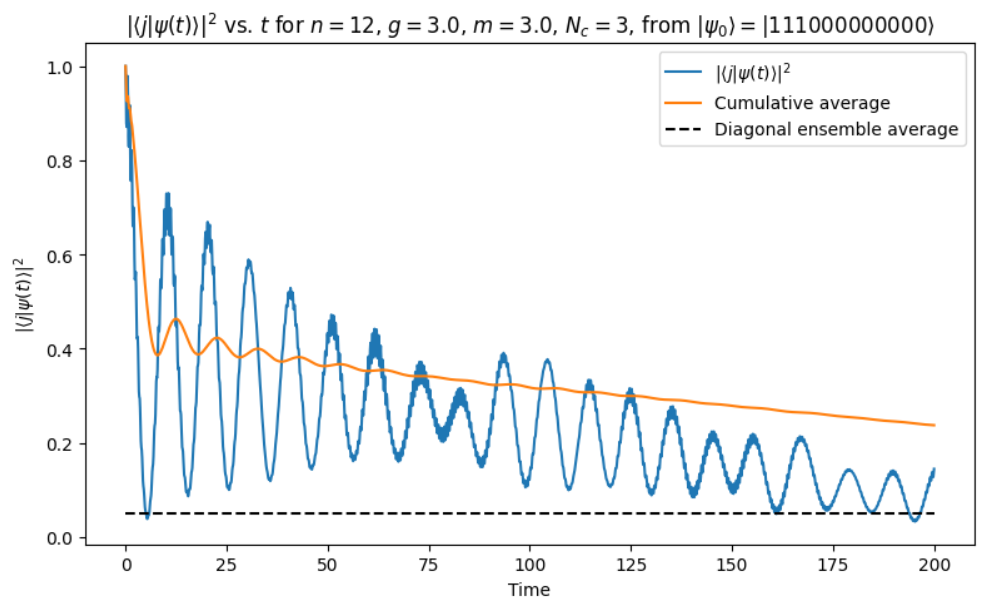 |⟨j|ψ(t)⟩|² vs. t for n = 12, g = 3.0, m = 3.0, N_c = 3, from |ψ₀⟩ = |111000000000⟩
|⟨j|ψ(t)⟩|²
Cumulative average
Diagonal ensemble average
1.0
0.8
0.6
0.4
0.2
0.0
|⟨j|ψ(t)⟩|²
0 25 50 75 100 125 150 175 200
Time